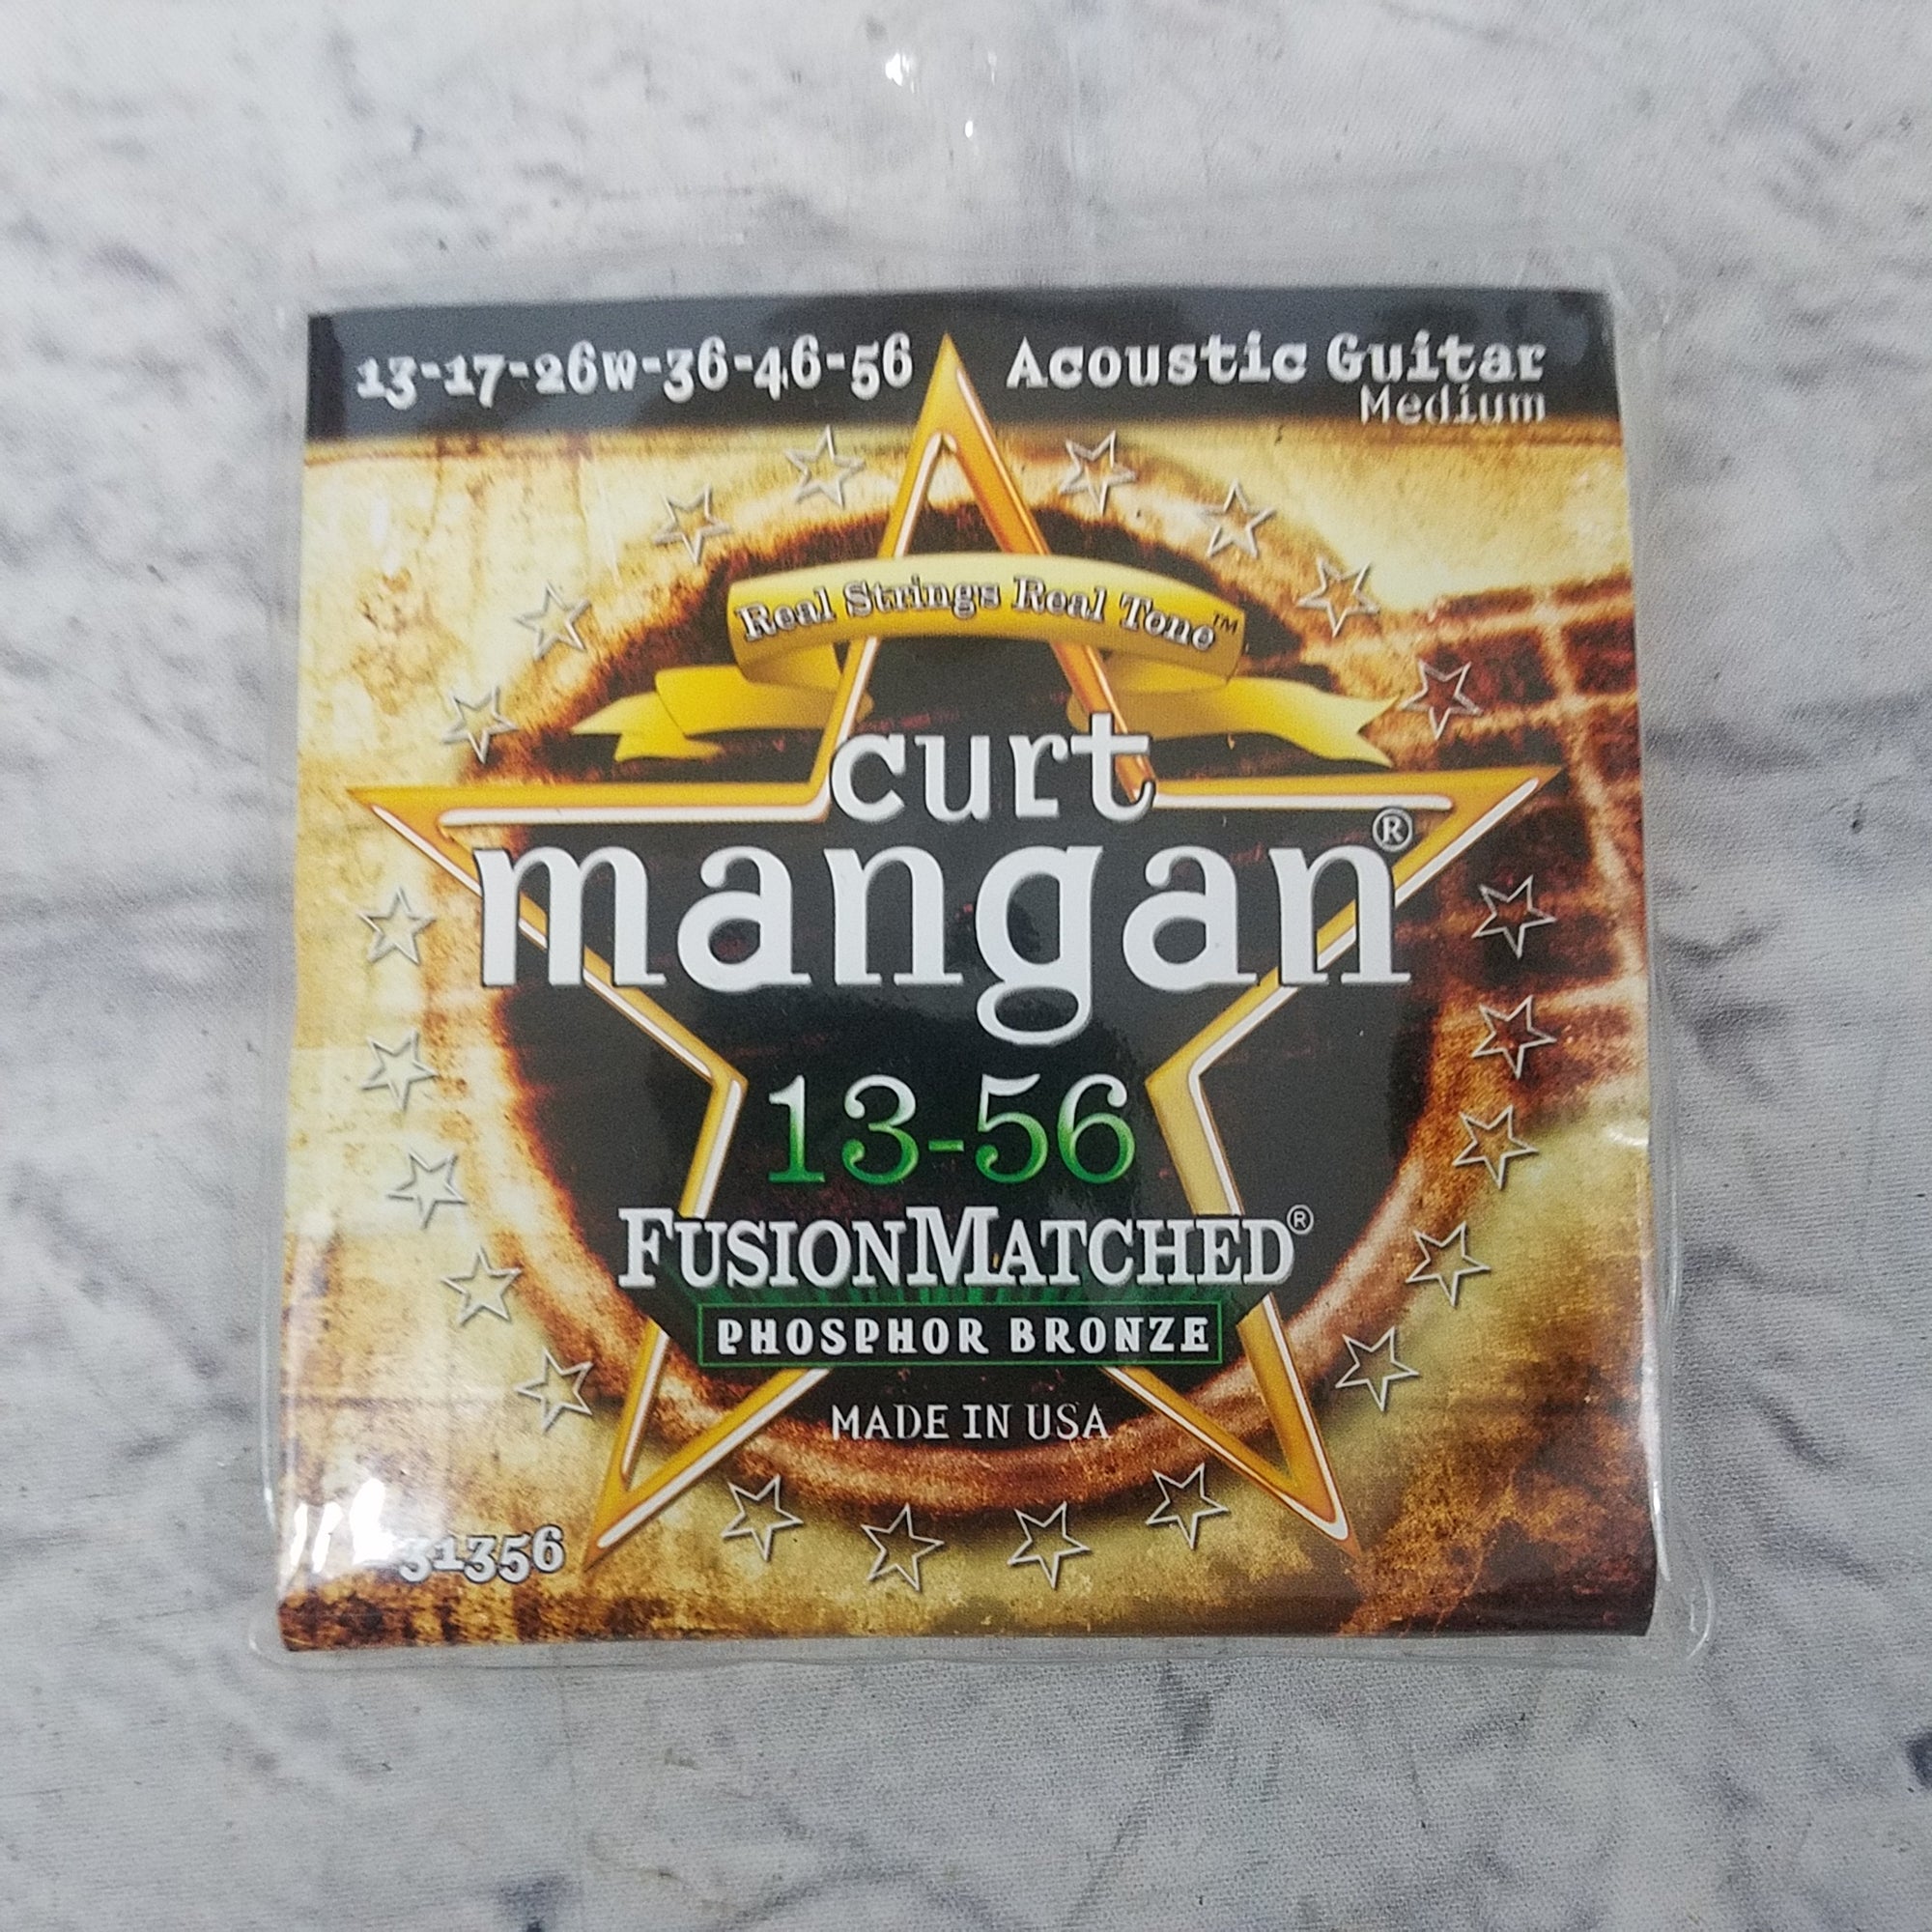 13-17-26w-36-46-56
Acoustic Guitar
Medium
Real Strings Real Tone™
curt
mangan®
13-56
FUSIONMATCHED®
PHOSPHOR BRONZE
MADE IN USA
31356